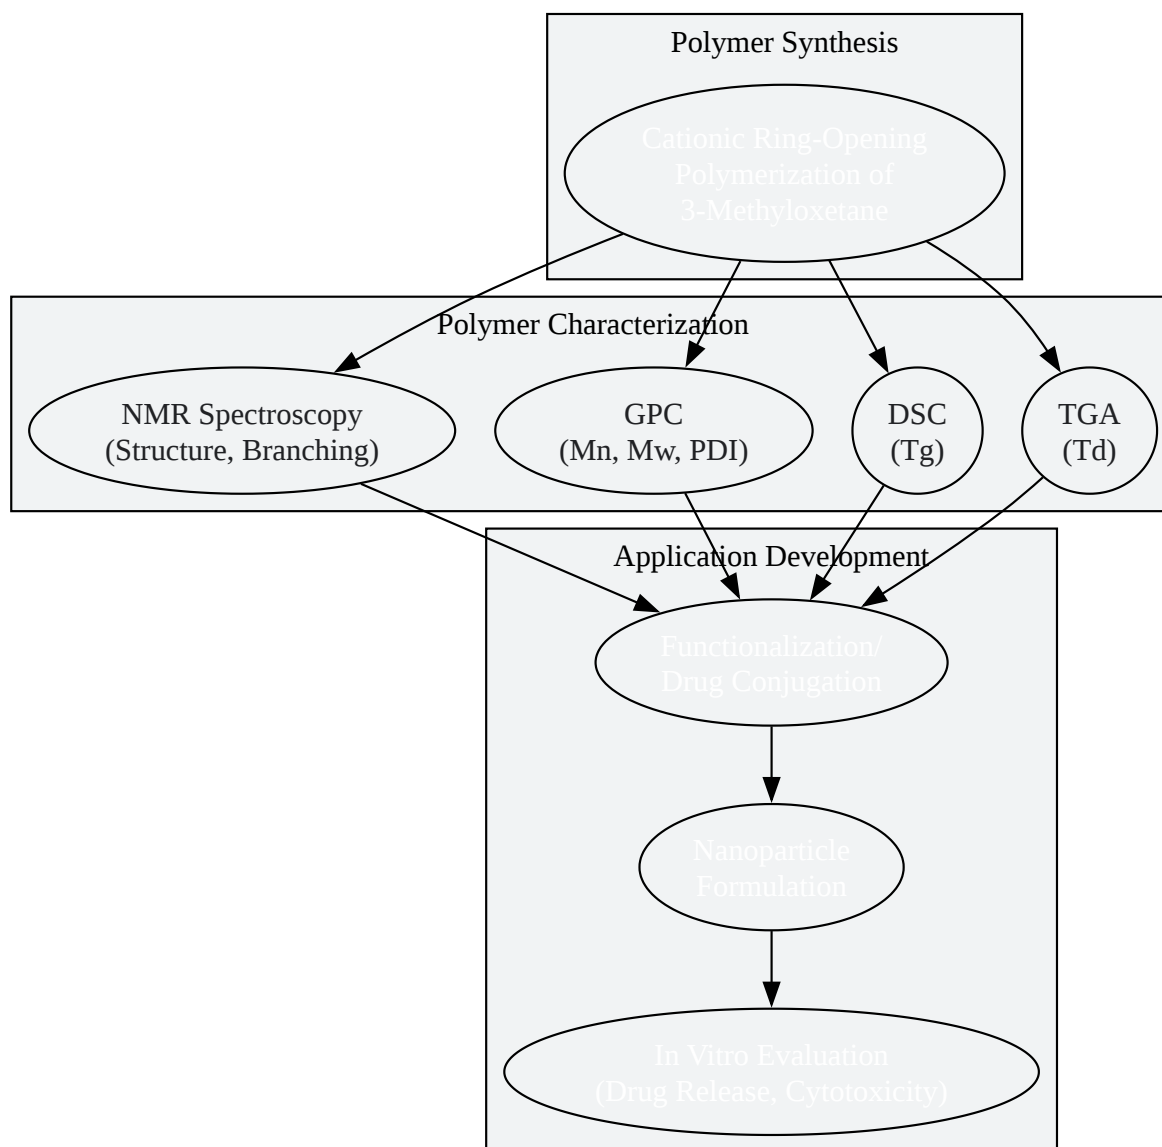 Polymer Synthesis
Cationic Ring-Opening
Polymerization of
3-Methyloxetane
Polymer Characterization
NMR Spectroscopy
(Structure, Branching)
GPC
(Mn, Mw, PDI)
DSC
(Tg)
TGA
(Td)
Application Development
Functionalization/
Drug Conjugation
Nanoparticle
Formulation
In Vitro Evaluation
(Drug Release, Cytotoxicity)